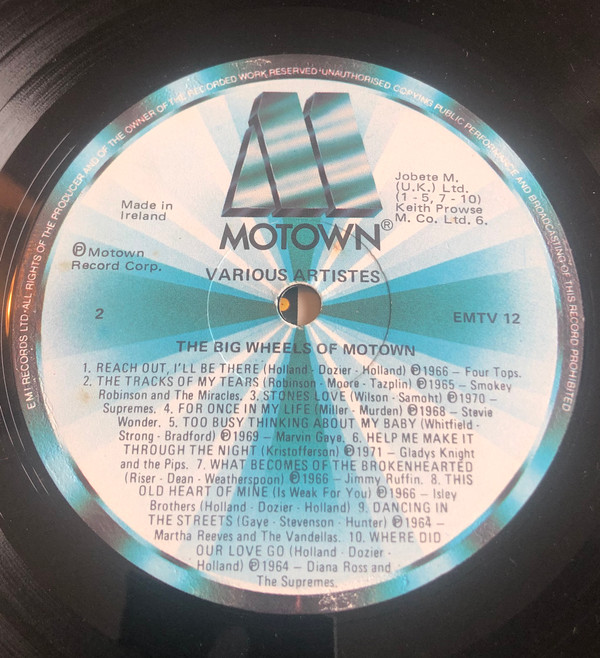 EMI RECORDS LTD·ALL RIGHTS OF THE PRODUCER AND OF THE OWNER OF THE RECORDED WORK RESERVED·UNAUTHORISED COPYING PUBLIC PERFORMANCE AND BROADCASTING OF THIS RECORD PROHIBITED
MOTOWN®
Made in
Ireland
Jobete M.
(U.K.) Ltd.
(1 - 5, 7 - 10)
Keith Prowse
M. Co. Ltd. 6.
℗Motown
Record Corp.
VARIOUS ARTISTES
2
EMTV 12
THE BIG WHEELS OF MOTOWN
1. REACH OUT, I'LL BE THERE (Holland - Dozier - Holland) ℗1966 – Four Tops.
2. THE TRACKS OF MY TEARS (Robinson - Moore - Tazplin) ℗1965 – Smokey
Robinson and The Miracles. 3. STONES LOVE (Wilson - Samoht) ℗1970 –
Supremes. 4. FOR ONCE IN MY LIFE (Miller - Murden) ℗1968 – Stevie
Wonder. 5. TOO BUSY THINKING ABOUT MY BABY (Whitfield -
Strong - Bradford) ℗1969 – Marvin Gaye. 6. HELP ME MAKE IT
THROUGH THE NIGHT (Kristofferson) ℗1971 – Gladys Knight
and the Pips. 7. WHAT BECOMES OF THE BROKENHEARTED
(Riser - Dean - Weatherspoon) ℗1966 – Jimmy Ruffin. 8. THIS
OLD HEART OF MINE (Is Weak For You) ℗1966 – Isley
Brothers (Holland - Dozier - Holland) 9. DANCING IN
THE STREETS (Gaye - Stevenson - Hunter) ℗1964 –
Martha Reeves and The Vandellas. 10. WHERE DID
OUR LOVE GO (Holland - Dozier -
Holland) ℗1964 – Diana Ross and
The Supremes.